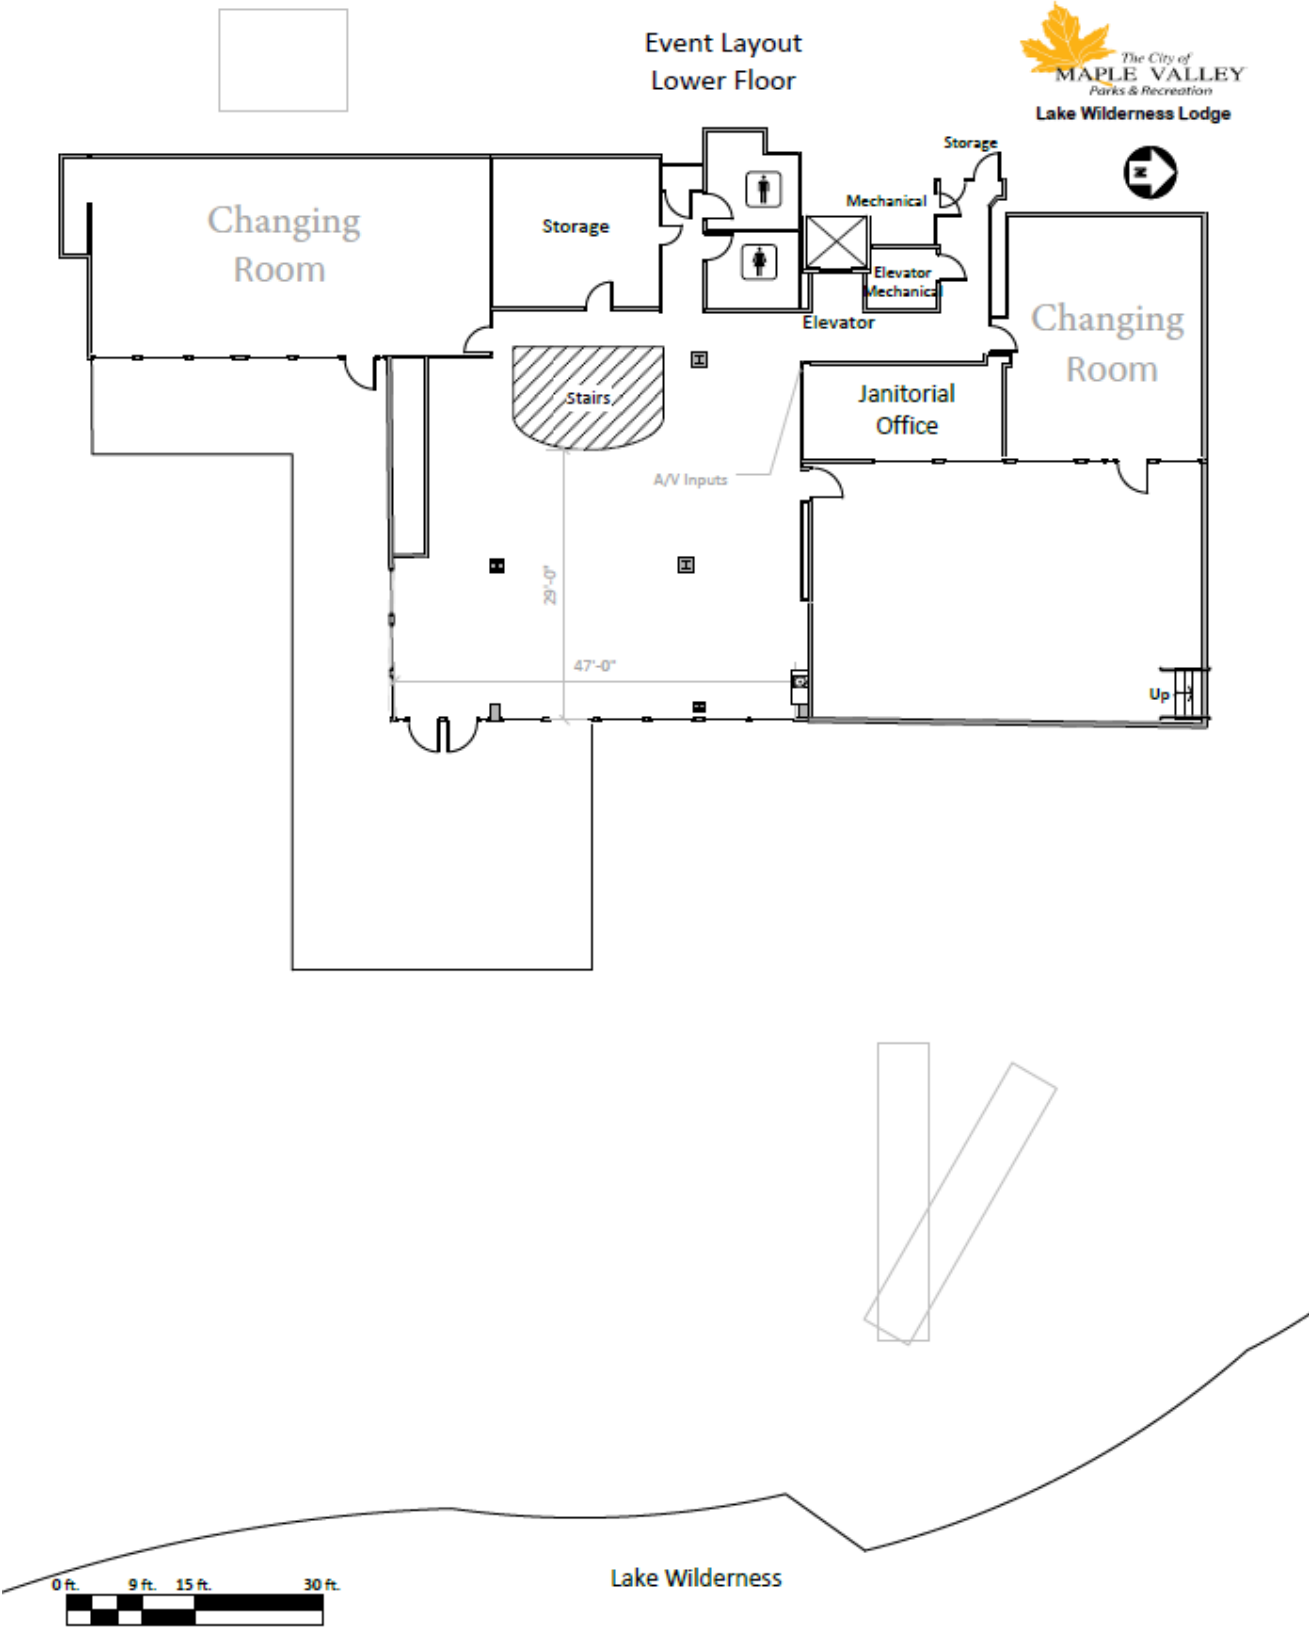 Event Layout
Lower Floor
The City of
MAPLE VALLEY
Parks & Recreation
Lake Wilderness Lodge
Storage
N
Mechanical
Changing
Room
Storage
Elevator
Mechanical
Elevator
Changing
Room
Stairs
Janitorial
Office
A/V Inputs
29'-0"
47'-0"
Up
Lake Wilderness
0 ft. 9 ft. 15 ft. 30 ft.